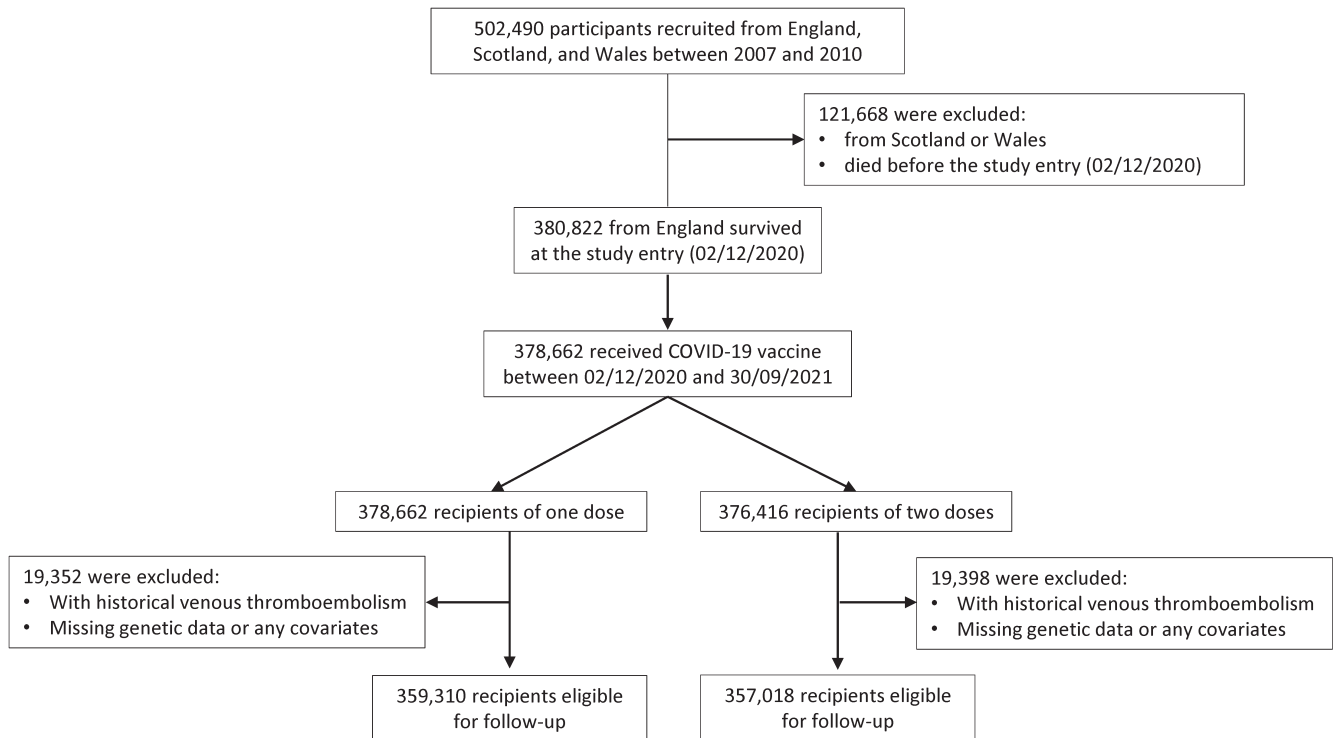 502,490 participants recruited from England,
Scotland, and Wales between 2007 and 2010
121,668 were excluded:
• from Scotland or Wales
• died before the study entry (02/12/2020)
380,822 from England survived
at the study entry (02/12/2020)
378,662 received COVID-19 vaccine
between 02/12/2020 and 30/09/2021
378,662 recipients of one dose
376,416 recipients of two doses
19,352 were excluded:
• With historical venous thromboembolism
• Missing genetic data or any covariates
19,398 were excluded:
• With historical venous thromboembolism
• Missing genetic data or any covariates
359,310 recipients eligible
for follow-up
357,018 recipients eligible
for follow-up